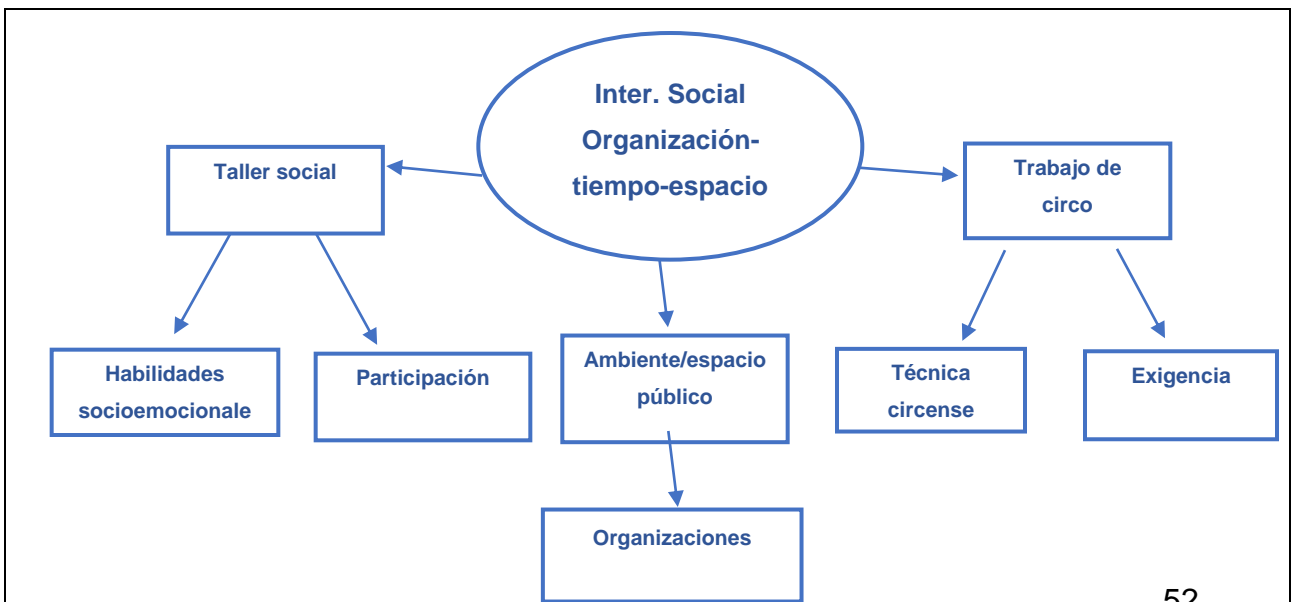 Inter. Social
Organización-
tiempo-espacio
Taller social
Trabajo de
circo
Habilidades
socioemocionale
Participación
Ambiente/espacio
público
Técnica
circense
Exigencia
Organizaciones
52